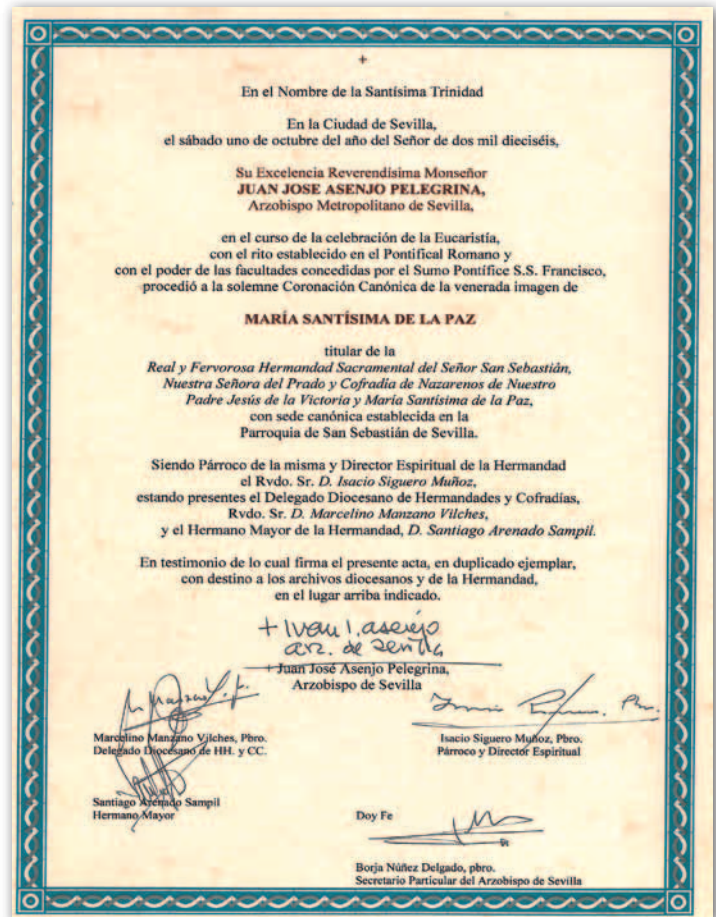 +
En el Nombre de la Santísima Trinidad
En la Ciudad de Sevilla,
el sábado uno de octubre del año del Señor de dos mil dieciséis,
Su Excelencia Reverendísima Monseñor
JUAN JOSE ASENJO PELEGRINA,
Arzobispo Metropolitano de Sevilla,
en el curso de la celebración de la Eucaristía,
con el rito establecido en el Pontifical Romano y
con el poder de las facultades concedidas por el Sumo Pontífice S.S. Francisco,
procedió a la solemne Coronación Canónica de la venerada imagen de
MARÍA SANTÍSIMA DE LA PAZ
titular de la
Real y Fervorosa Hermandad Sacramental del Señor San Sebastián,
Nuestra Señora del Prado y Cofradía de Nazarenos de Nuestro
Padre Jesús de la Victoria y María Santísima de la Paz,
con sede canónica establecida en la
Parroquia de San Sebastián de Sevilla.
Siendo Párroco de la misma y Director Espiritual de la Hermandad
el Rvdo. Sr. D. Isacio Siguero Muñoz,
estando presentes el Delegado Diocesano de Hermandades y Cofradías,
Rvdo. Sr. D. Marcelino Manzano Vilches,
y el Hermano Mayor de la Hermandad, D. Santiago Arenado Sampil.
En testimonio de lo cual firma el presente acta, en duplicado ejemplar,
con destino a los archivos diocesanos y de la Hermandad,
en el lugar arriba indicado.
+ Juan J. asenjo
arz. de Sevilla
+ Juan José Asenjo Pelegrina,
Arzobispo de Sevilla
Marcelino Manzano Vilches, Pbro.
Delegado Diocesano de HH. y CC.
Isacio Siguero Muñoz, Pbro.
Párroco y Director Espiritual
Santiago Arenado Sampil
Hermano Mayor
Doy Fe
Borja Núñez Delgado, pbro.
Secretario Particular del Arzobispo de Sevilla